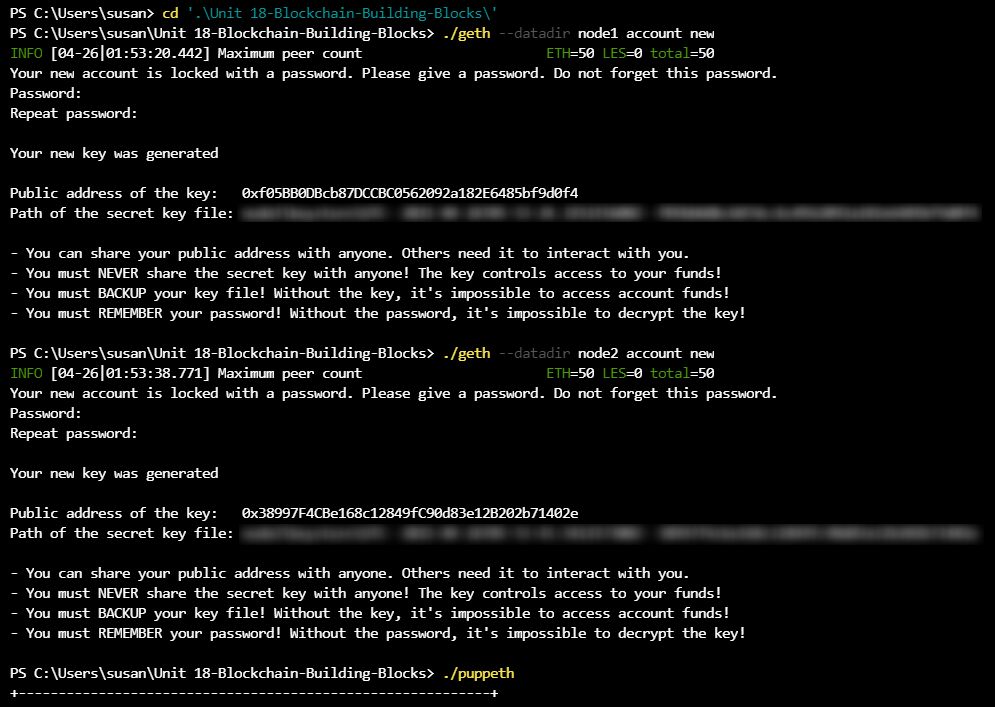 PS C:\Users\susan> cd '.\Unit 18-Blockchain-Building-Blocks\'
PS C:\Users\susan\Unit 18-Blockchain-Building-Blocks> ./geth --datadir node1 account new
INFO [04-26|01:53:20.442] Maximum peer count ETH=50 LES=0 total=50
Your new account is locked with a password. Please give a password. Do not forget this password.
Password:
Repeat password:
Your new key was generated
Public address of the key: 0xf05BB0DBcb87DCCBC0562092a182E6485bf9d0f4
Path of the secret key file:
- You can share your public address with anyone. Others need it to interact with you.
- You must NEVER share the secret key with anyone! The key controls access to your funds!
- You must BACKUP your key file! Without the key, it's impossible to access account funds!
- You must REMEMBER your password! Without the password, it's impossible to decrypt the key!
PS C:\Users\susan\Unit 18-Blockchain-Building-Blocks> ./geth --datadir node2 account new
INFO [04-26|01:53:38.771] Maximum peer count ETH=50 LES=0 total=50
Your new account is locked with a password. Please give a password. Do not forget this password.
Password:
Repeat password:
Your new key was generated
Public address of the key: 0x38997F4CBe168c12849fC90d83e12B202b71402e
Path of the secret key file:
- You can share your public address with anyone. Others need it to interact with you.
- You must NEVER share the secret key with anyone! The key controls access to your funds!
- You must BACKUP your key file! Without the key, it's impossible to access account funds!
- You must REMEMBER your password! Without the password, it's impossible to decrypt the key!
PS C:\Users\susan\Unit 18-Blockchain-Building-Blocks> ./puppeth
+-----------------------------------------------------------+